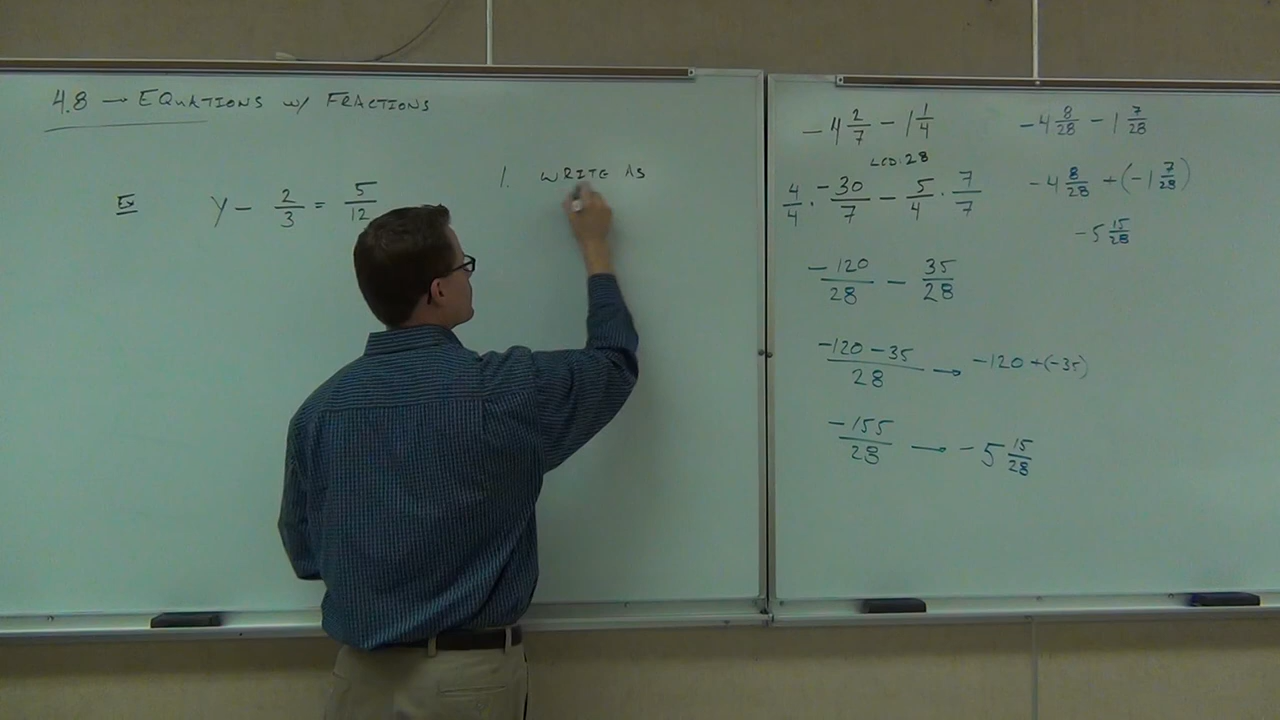 4.8 → EQUATIONS w/ FRACTIONS
Ex y - 2/3 = 5/12
1. WRITE AS
-4 2/7 - 1 1/4
LCD: 28
4/4 · -30/7 - 5/4 · 7/7
-120/28 - 35/28
-120 - 35/28 → -120 + (-35)
-155/28 → -5 15/28
-4 8/28 - 1 7/28
-4 8/28 + (-1 7/28)
-5 15/28